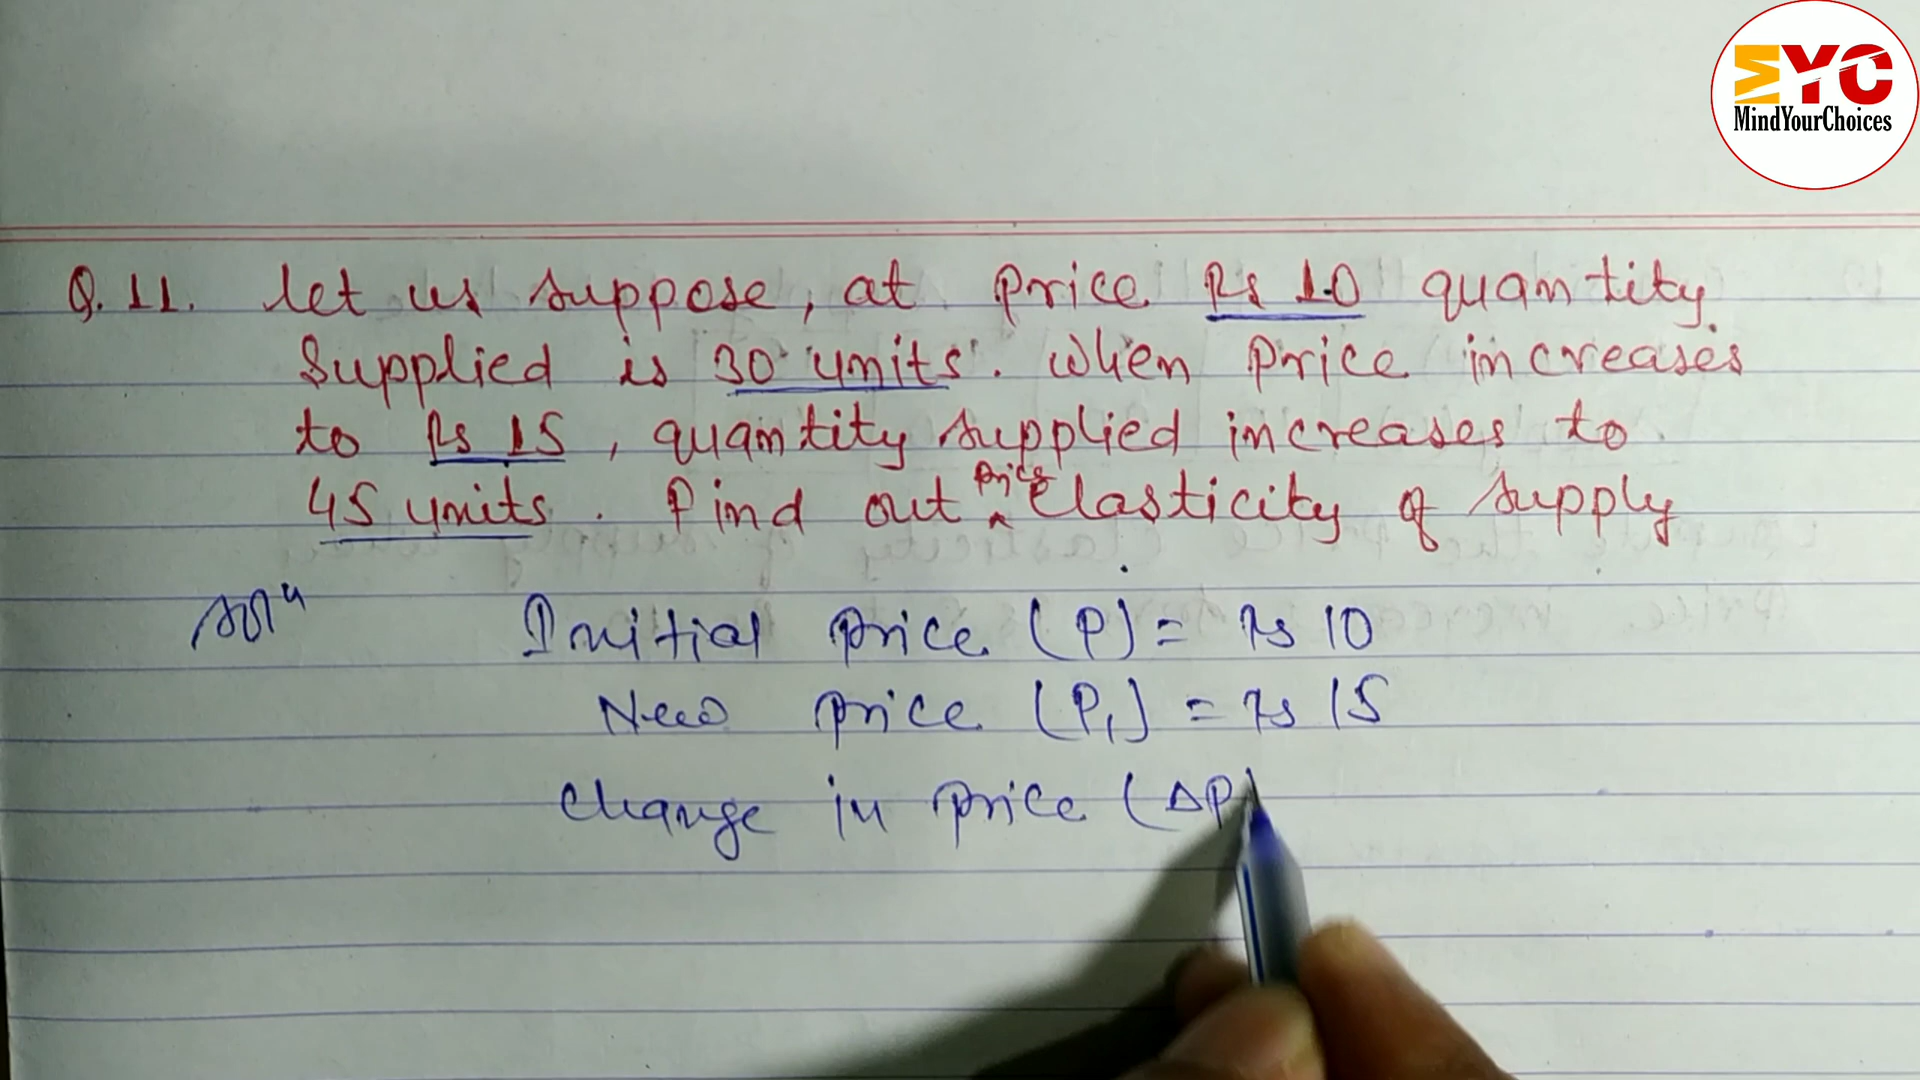 MYC
MindYourChoices
Q.11. Let us suppose, at price Rs 10 quantity
Supplied is 30 units. When price increases
to Rs 15, quantity supplied increases to
45 units. Find out ^price elasticity of supply
Solⁿ Initial price (P) = Rs 10
New price (P₁) = Rs 15
Change in price (ΔP)